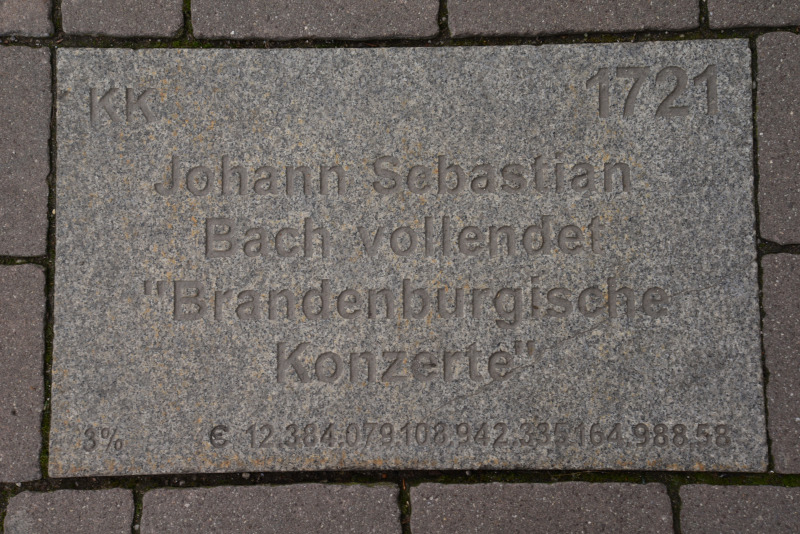 KK 1721
Johann Sebastian
Bach vollendet
"Brandenburgische
Konzerte"
3% € 12,384,079,108,942,335,164,988.58